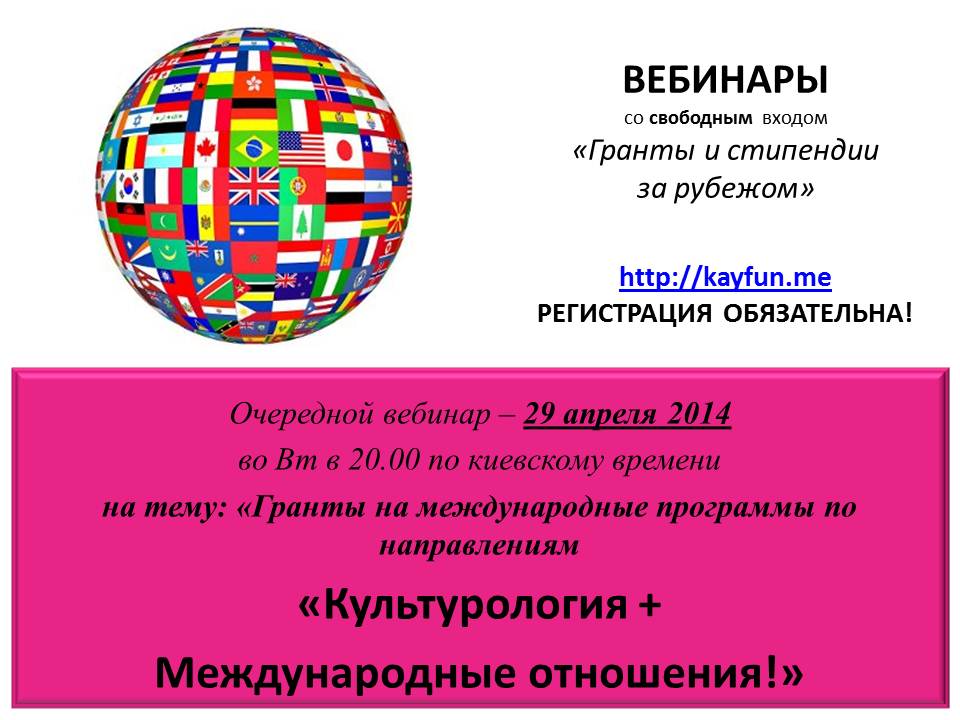 ВЕБИНАРЫ
со свободным входом
«Гранты и стипендии
за рубежом»
http://kayfun.me
РЕГИСТРАЦИЯ ОБЯЗАТЕЛЬНА!
Очередной вебинар – 29 апреля 2014
во Вт в 20.00 по киевскому времени
на тему: «Гранты на международные программы по
направлениям
«Культурология +
Международные отношения!»